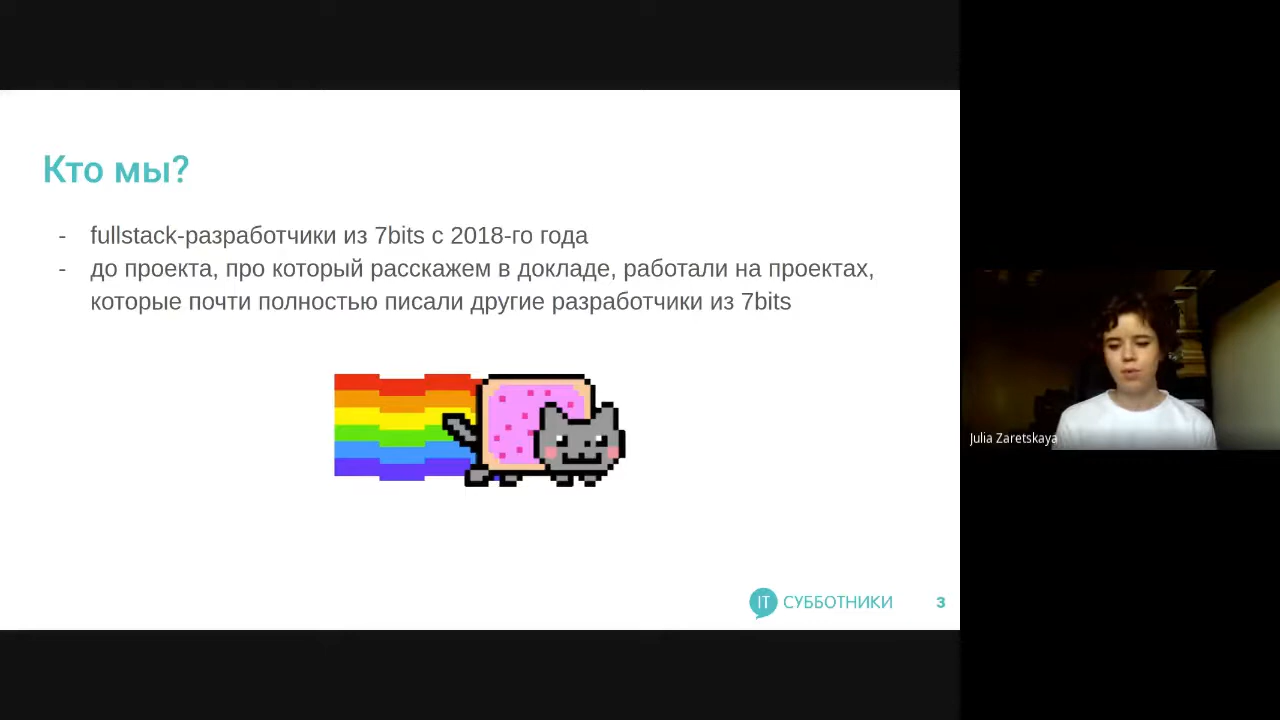 Кто мы?
- fullstack-разработчики из 7bits с 2018-го года
- до проекта, про который расскажем в докладе, работали на проектах,
которые почти полностью писали другие разработчики из 7bits
Julia Zaretskaya
IT СУББОТНИКИ 3